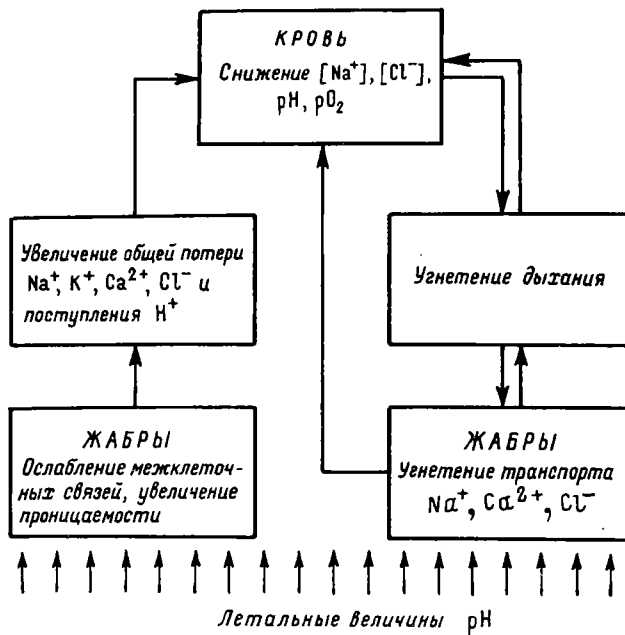 КРОВЬ
Снижение [Na⁺], [Cl⁻],
pH, pO₂
Увеличение общей потери
Na⁺, K⁺, Ca²⁺, Cl⁻ и
поступления H⁺
Угнетение дыхания
ЖАБРЫ
Ослабление межклеточ-
ных связей, увеличение
проницаемости
ЖАБРЫ
Угнетение транспорта
Na⁺, Ca²⁺, Cl⁻
Летальные величины pH